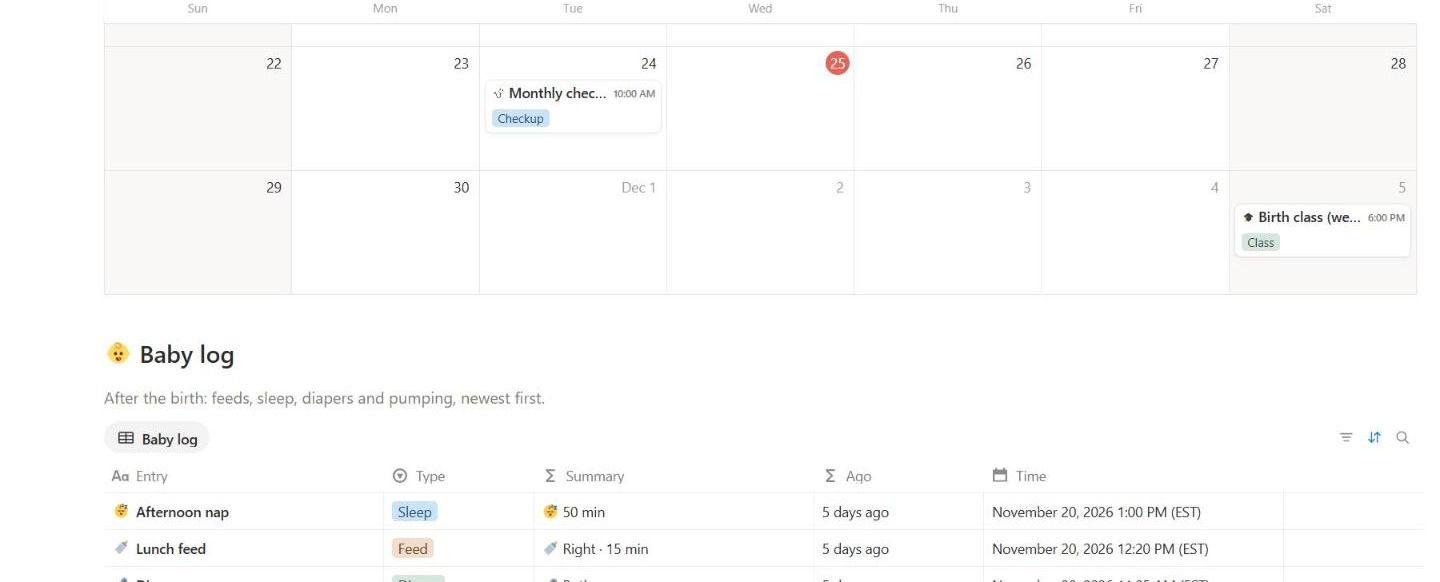 Sun Mon Tue Wed Thu Fri Sat
22 23 24 25 26 27 28
Monthly chec... 10:00 AM
Checkup
29 30 Dec 1 2 3 4 5
Birth class (we... 6:00 PM
Class
Baby log
After the birth: feeds, sleep, diapers and pumping, newest first.
Baby log
Aa Entry Type Σ Summary Σ Ago Time
Afternoon nap Sleep 50 min 5 days ago November 20, 2026 1:00 PM (EST)
Lunch feed Feed Right · 15 min 5 days ago November 20, 2026 12:20 PM (EST)